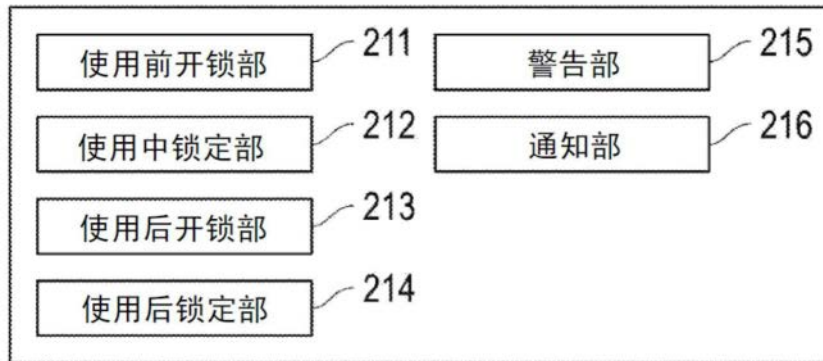 使用前开锁部 211
使用中锁定部 212
使用后开锁部 213
使用后锁定部 214
警告部 215
通知部 216